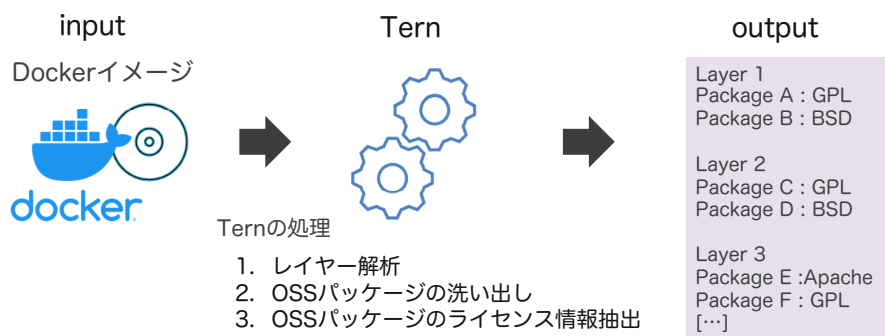 input
Dockerイメージ
docker
Tern
Ternの処理
1. レイヤー解析
2. OSSパッケージの洗い出し
3. OSSパッケージのライセンス情報抽出
output
Layer 1
Package A : GPL
Package B : BSD
Layer 2
Package C : GPL
Package D : BSD
Layer 3
Package E :Apache
Package F : GPL
[…]